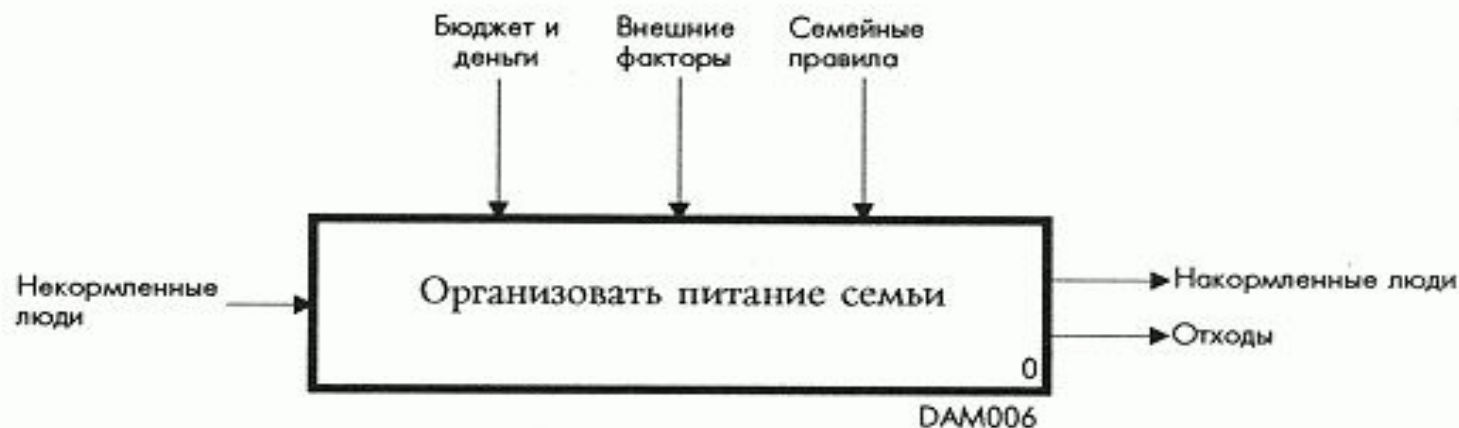 Бюджет и
деньги
Внешние
факторы
Семейные
правила
Некормленные
люди
Организовать питание семьи
Накормленные люди
Отходы
0
DAM006